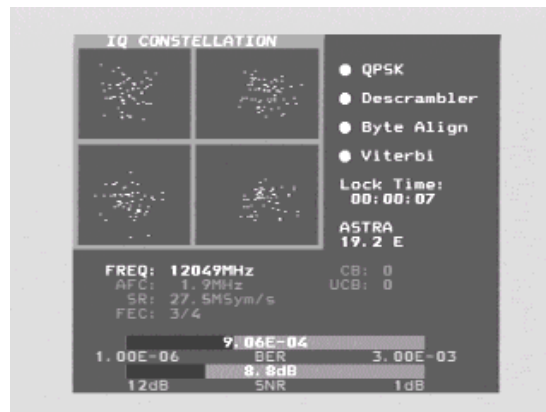 IQ CONSTELLATION
QPSK
Descrambler
Byte Align
Viterbi
Lock Time:
00:00:07
ASTRA
19.2 E
FREQ: 12049MHz
AFC: 1.9MHz
SR: 27.5MSym/s
FEC: 3/4
CB: 0
UCB: 0
9.06E-04
1.00E-06 BER 3.00E-03
8.8dB
12dB SNR 1dB